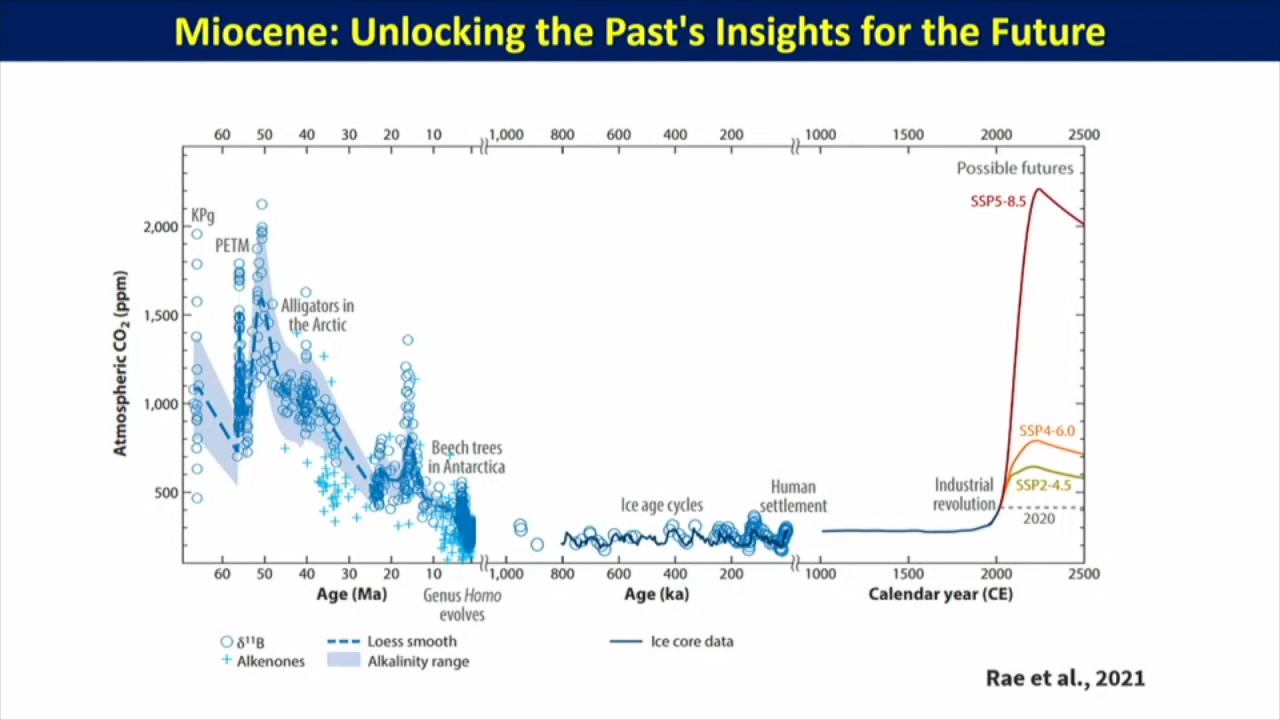 Miocene: Unlocking the Past's Insights for the Future
60 50 40 30 20 10 1,000 800 600 400 200 1000 1500 2000 2500
Possible futures
SSP5-8.5
KPg
2,000
PETM
Alligators in
the Arctic
1,500
Atmospheric CO2 (ppm)
1,000
SSP4-6.0
Beech trees
in Antarctica
SSP2-4.5
500
Ice age cycles
Human
settlement
Industrial
revolution
2020
60 50 40 30 20 10 1,000 800 600 400 200 1000 1500 2000 2500
Age (Ma)
Age (ka)
Calendar year (CE)
Genus Homo
evolves
δ11B
Loess smooth
Ice core data
Alkenones
Alkalinity range
Rae et al., 2021